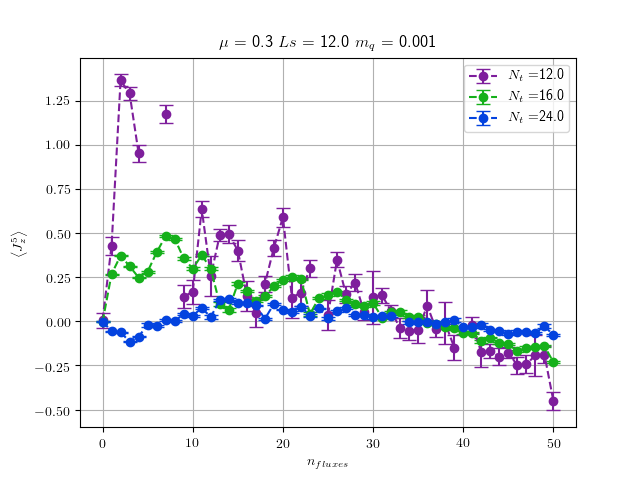 μ = 0.3 Ls = 12.0 m_q = 0.001
N_t =12.0
N_t =16.0
N_t =24.0
⟨J_z^5⟩
1.25
1.00
0.75
0.50
0.25
0.00
−0.25
−0.50
0 10 20 30 40 50
n_{fluxes}